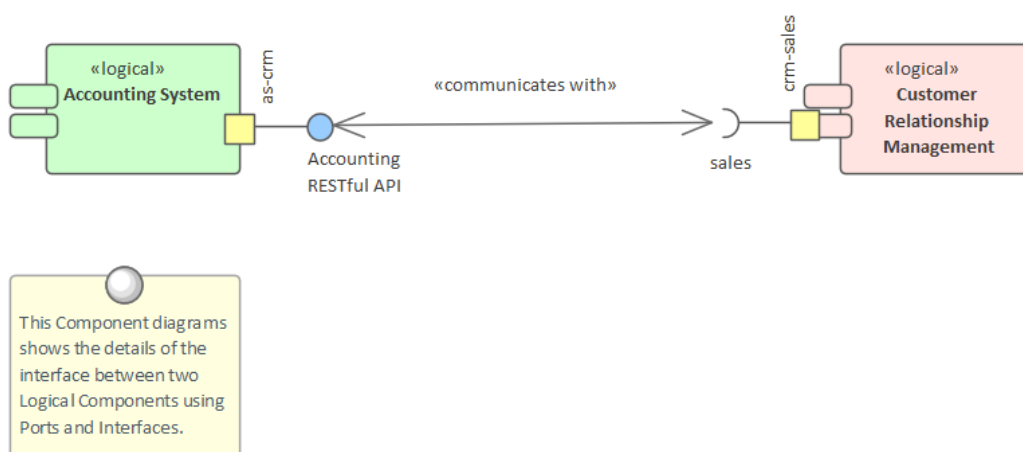 «logical»
Accounting System
as-crm
Accounting
RESTful API
«communicates with»
sales
crm-sales
«logical»
Customer
Relationship
Management
This Component diagrams
shows the details of the
interface between two
Logical Components using
Ports and Interfaces.